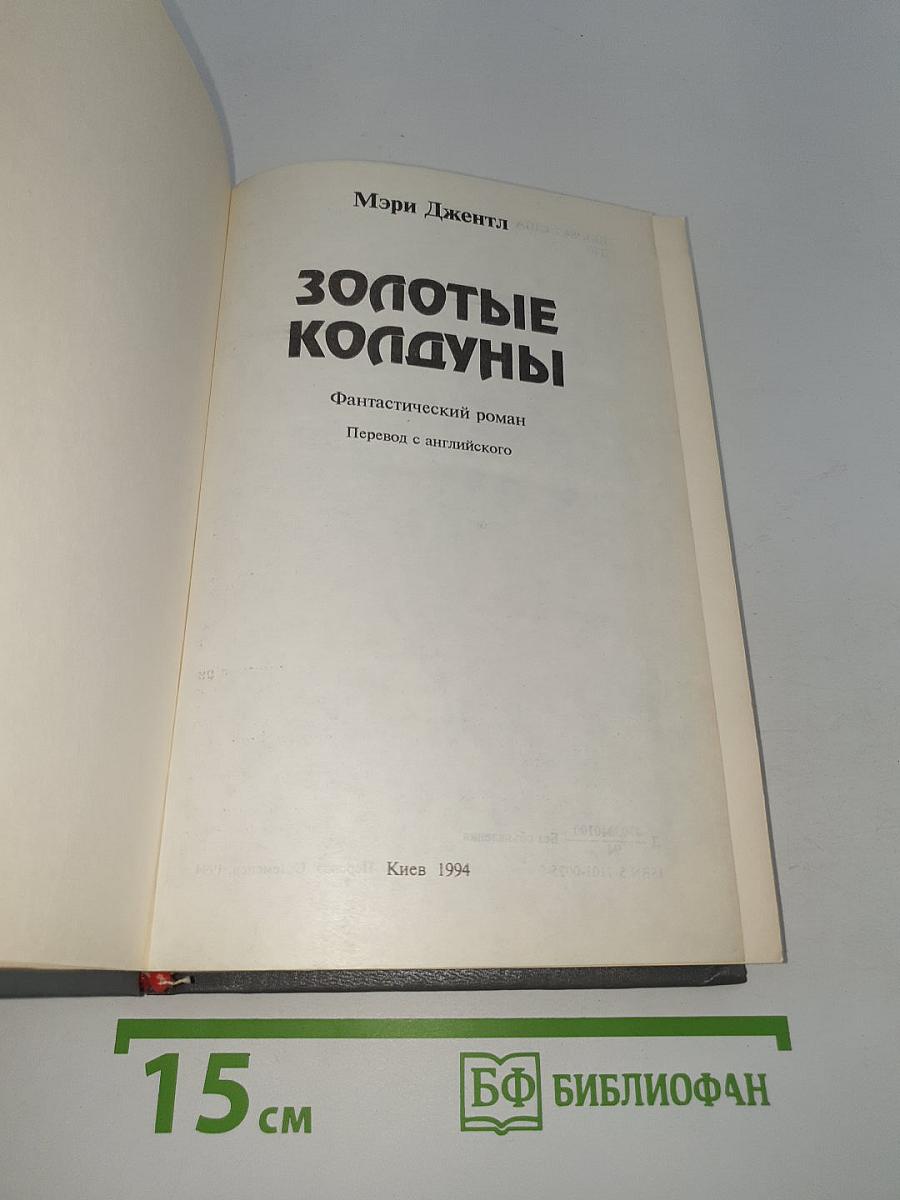 Мэри Джентл
ЗОЛОТЫЕ
КОЛДУНЫ
Фантастический роман
Перевод с английского
Киев 1994
15 см
БФ БИБЛИОФАН